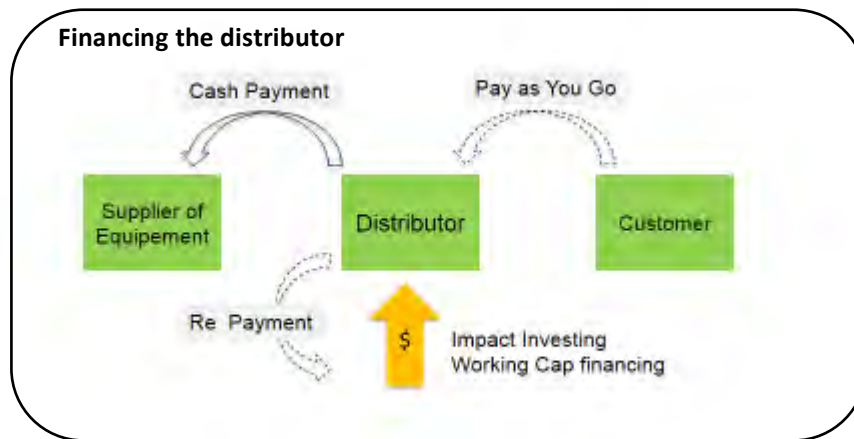 Financing the distributor
Cash Payment
Pay as You Go
Supplier of
Equipement
Distributor
Customer
Re Payment
$
Impact Investing
Working Cap financing